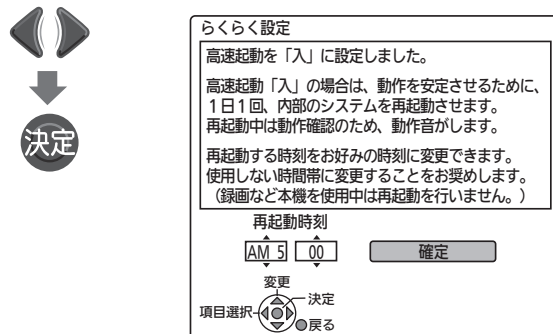 決定
らくらく設定
高速起動を「入」に設定しました。
高速起動「入」の場合は、動作を安定させるために、
1日1回、内部のシステムを再起動させます。
再起動中は動作確認のため、動作音がします。
再起動する時刻をお好みの時刻に変更できます。
使用しない時間帯に変更することをお奨めします。
(録画など本機を使用中は再起動を行いません。)
再起動時刻
AM 5 00 確定
変更
決定
項目選択
戻る